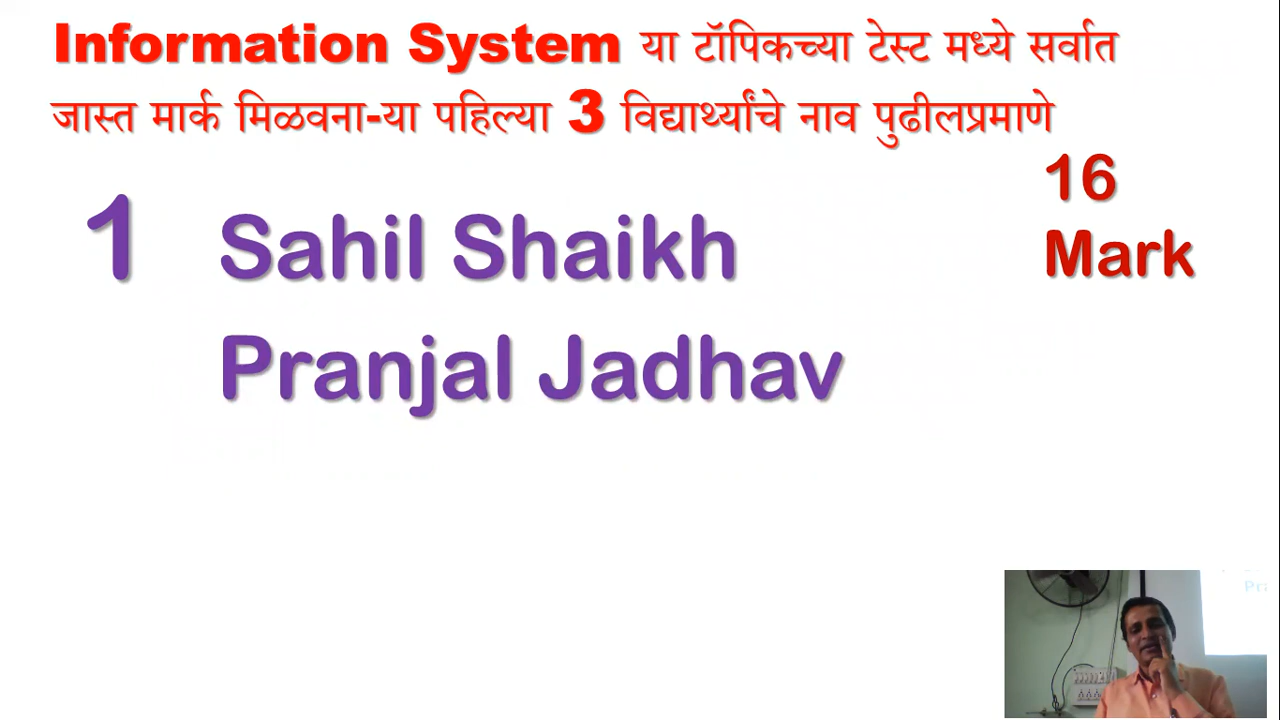 Information System या टॉपिकच्या टेस्ट मध्ये सर्वात
जास्त मार्क मिळवना-या पहिल्या 3 विद्यार्थ्यांचे नाव पुढीलप्रमाणे
16
Mark
1 Sahil Shaikh
Pranjal Jadhav